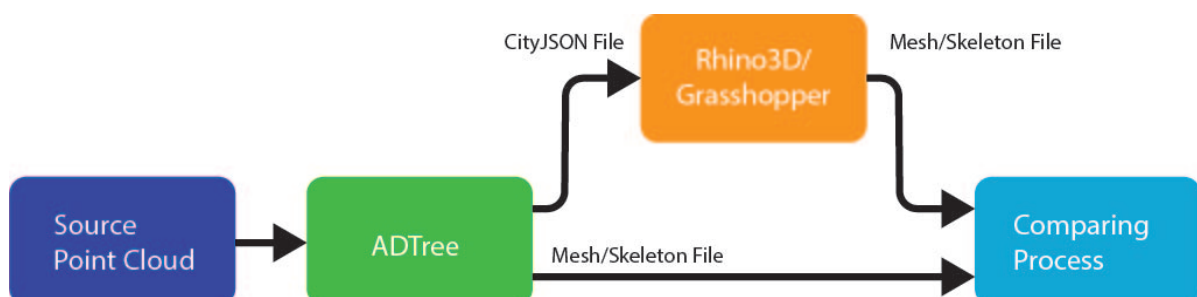 CityJSON File
Rhino3D/
Grasshopper
Mesh/Skeleton File
Source
Point Cloud
ADTree
Mesh/Skeleton File
Comparing
Process